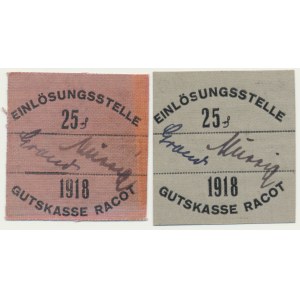 EINLÖSUNGSSTELLE
25 ₰
1918
GUTSKASSE RACOT
EINLÖSUNGSSTELLE
25 ₰
1918
GUTSKASSE RACOT